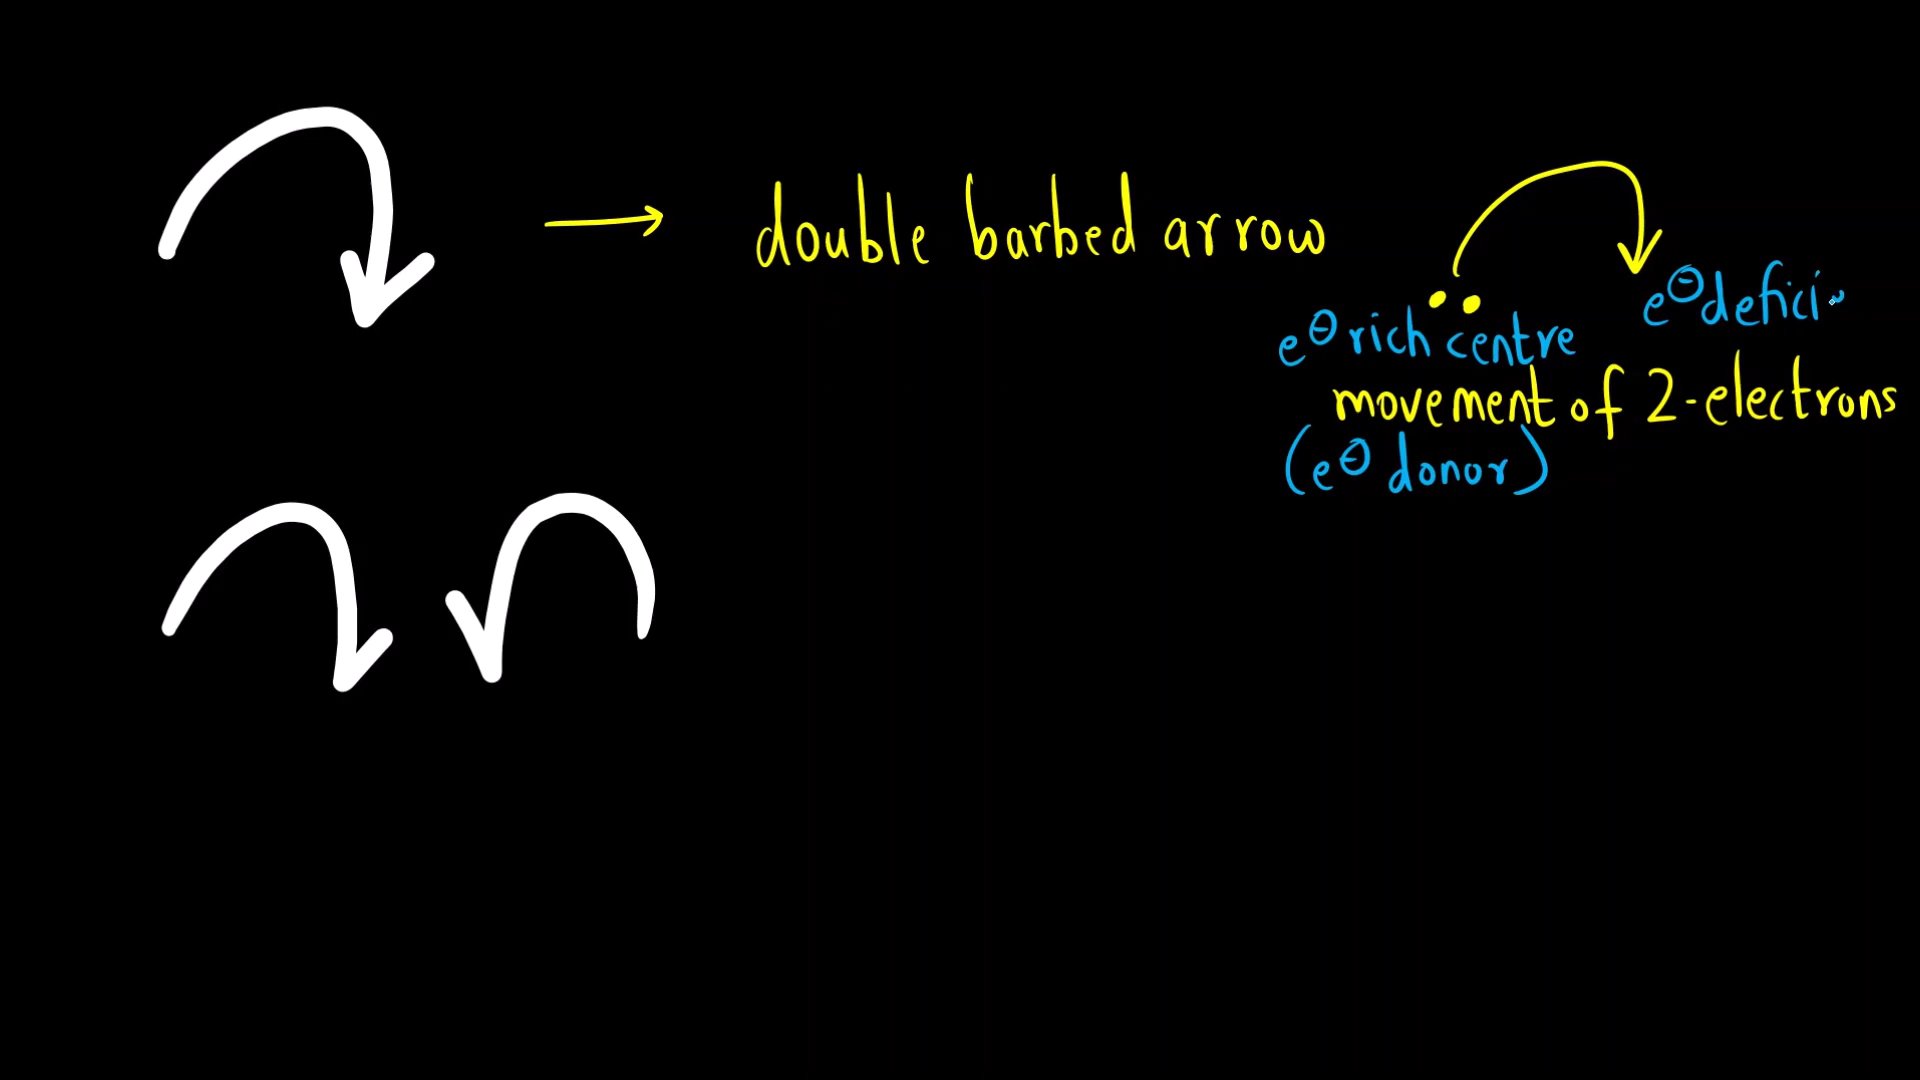 double barbed arrow
e⊖ rich centre
e⊖ defici
movement of 2-electrons
(e⊖ donor)